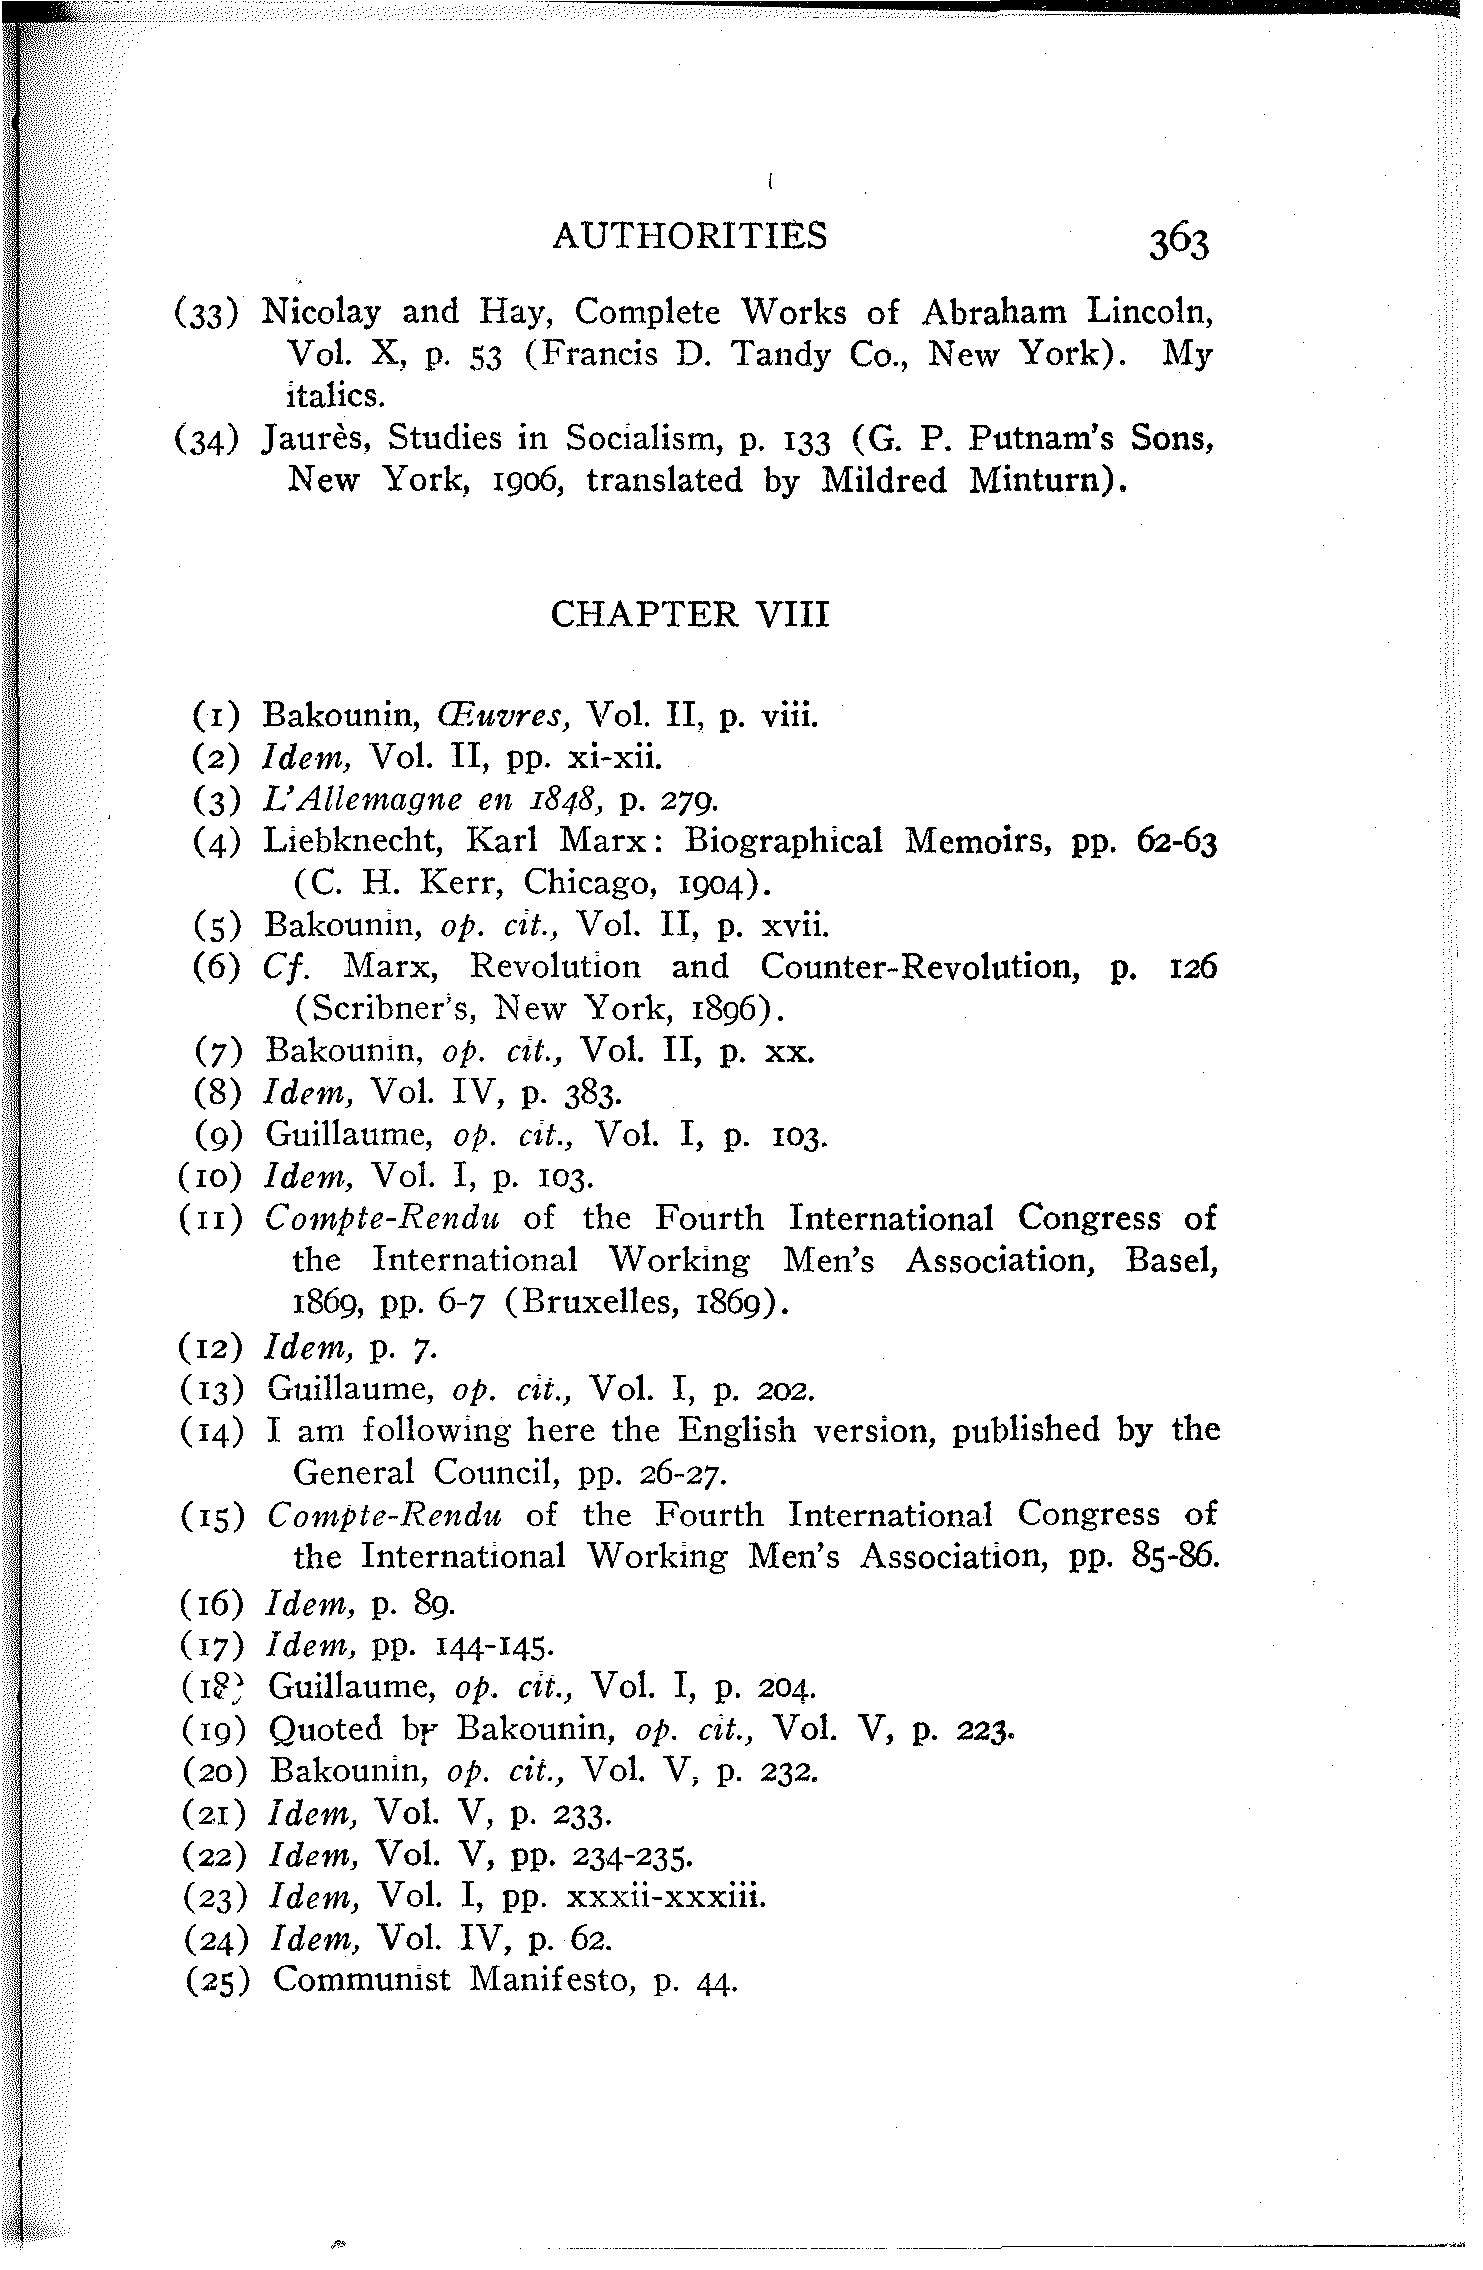 AUTHORITIES 363
(33) Nicolay and Hay, Complete Works of Abraham Lincoln,
Vol. X, p. 53 (Francis D. Tandy Co., New York). My
italics.
(34) Jaurès, Studies in Socialism, p. 133 (G. P. Putnam's Sons,
New York, 1906, translated by Mildred Minturn).
CHAPTER VIII
(1) Bakounin, Œuvres, Vol. II, p. viii.
(2) Idem, Vol. II, pp. xi-xii.
(3) L'Allemagne en 1848, p. 279.
(4) Liebknecht, Karl Marx: Biographical Memoirs, pp. 62-63
(C. H. Kerr, Chicago, 1904).
(5) Bakounin, op. cit., Vol. II, p. xvii.
(6) Cf. Marx, Revolution and Counter-Revolution, p. 126
(Scribner's, New York, 1896).
(7) Bakounin, op. cit., Vol. II, p. xx.
(8) Idem, Vol. IV, p. 383.
(9) Guillaume, op. cit., Vol. I, p. 103.
(10) Idem, Vol. I, p. 103.
(11) Compte-Rendu of the Fourth International Congress of
the International Working Men's Association, Basel,
1869, pp. 6-7 (Bruxelles, 1869).
(12) Idem, p. 7.
(13) Guillaume, op. cit., Vol. I, p. 202.
(14) I am following here the English version, published by the
General Council, pp. 26-27.
(15) Compte-Rendu of the Fourth International Congress of
the International Working Men's Association, pp. 85-86.
(16) Idem, p. 89.
(17) Idem, pp. 144-145.
(18) Guillaume, op. cit., Vol. I, p. 204.
(19) Quoted by Bakounin, op. cit., Vol. V, p. 223.
(20) Bakounin, op. cit., Vol. V, p. 232.
(21) Idem, Vol. V, p. 233.
(22) Idem, Vol. V, pp. 234-235.
(23) Idem, Vol. I, pp. xxxii-xxxiii.
(24) Idem, Vol. IV, p. 62.
(25) Communist Manifesto, p. 44.